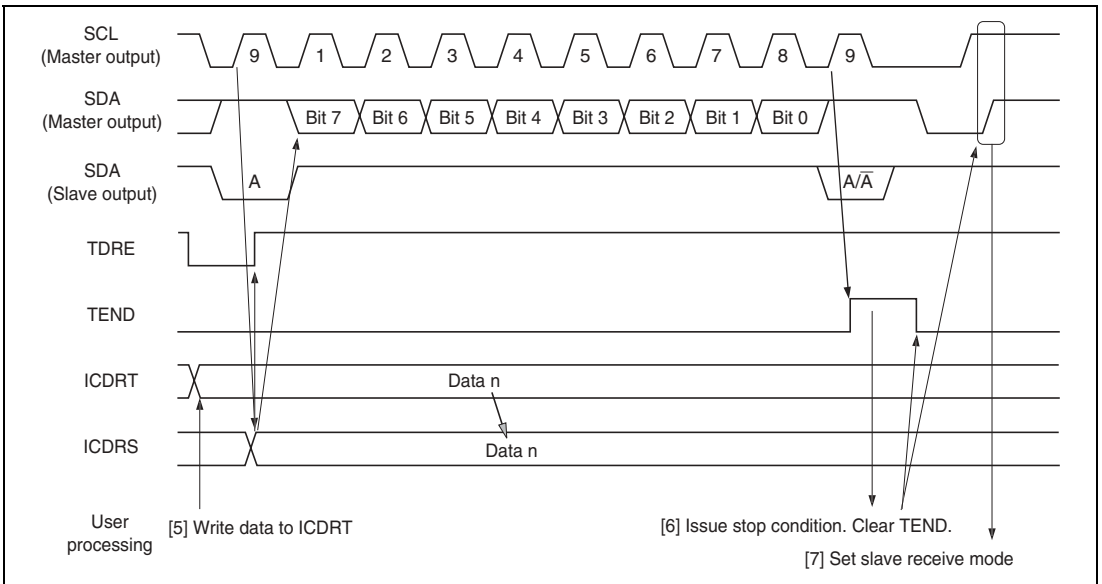 SCL
(Master output)
9 1 2 3 4 5 6 7 8 9
SDA
(Master output)
Bit 7 Bit 6 Bit 5 Bit 4 Bit 3 Bit 2 Bit 1 Bit 0
SDA
(Slave output)
A A/A̅
TDRE
TEND
ICDRT
Data n
ICDRS
Data n
User
processing
[5] Write data to ICDRT
[6] Issue stop condition. Clear TEND.
[7] Set slave receive mode